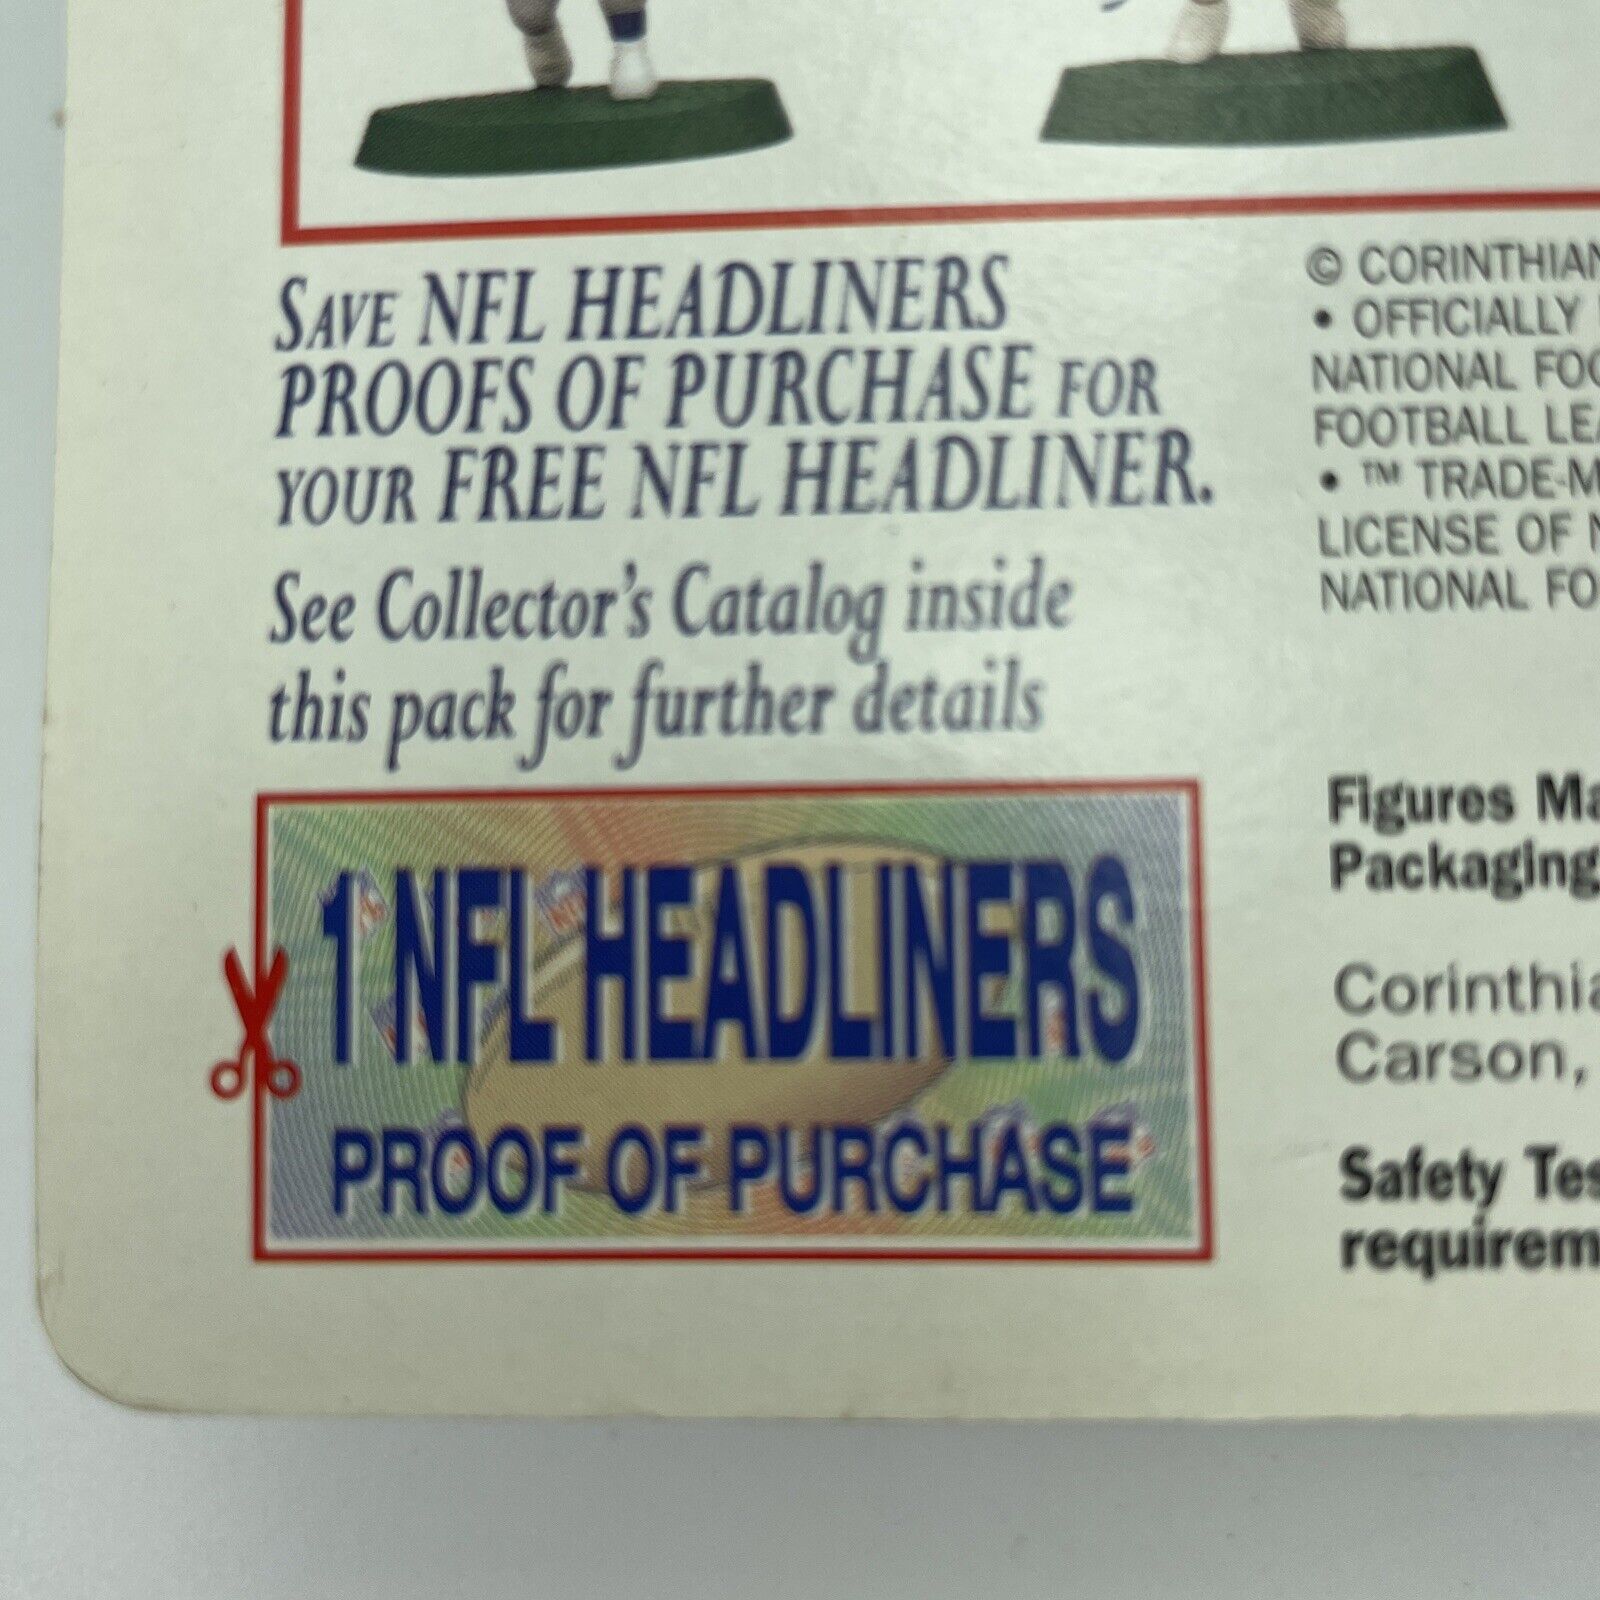 SAVE NFL HEADLINERS
PROOFS OF PURCHASE FOR
YOUR FREE NFL HEADLINER.
See Collector's Catalog inside
this pack for further details
1 NFL HEADLINERS
PROOF OF PURCHASE
© CORINTHIAN
• OFFICIALLY
NATIONAL FOO
FOOTBALL LEA
• ™ TRADE-M
LICENSE OF N
NATIONAL FO
Figures Ma
Packaging
Corinthia
Carson,
Safety Tes
requirem